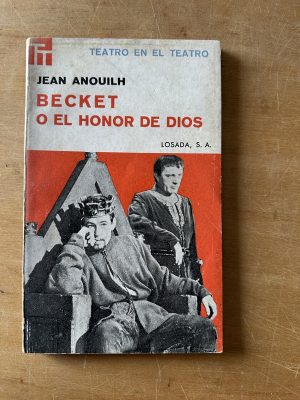 TEATRO EN EL TEATRO
JEAN ANOUILH
BECKET
O EL HONOR DE DIOS
LOSADA, S. A.